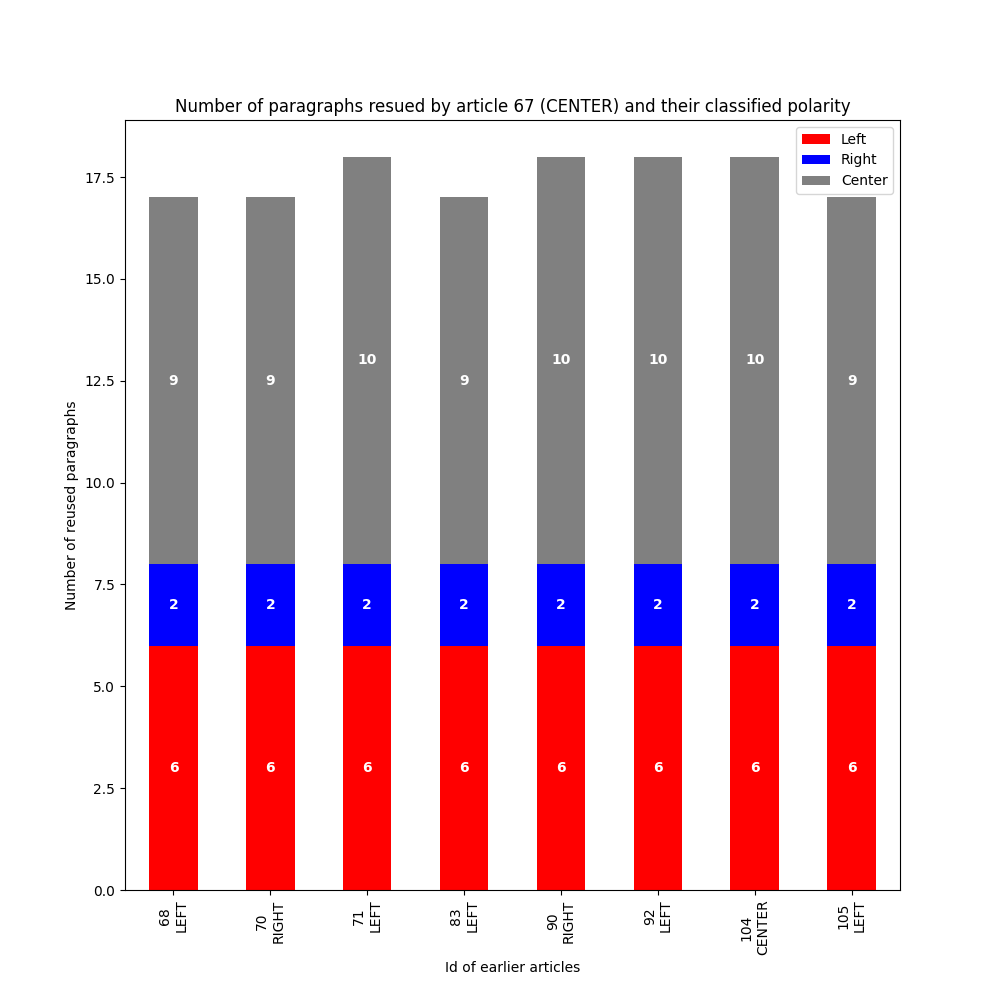 Number of paragraphs resued by article 67 (CENTER) and their classified polarity
Left
Right
Center
Number of reused paragraphs
17.5
15.0
12.5
10.0
7.5
5.0
2.5
0.0
9 9 10 9 10 10 10 9
2 2 2 2 2 2 2 2
6 6 6 6 6 6 6 6
68
LEFT
70
RIGHT
71
LEFT
83
LEFT
90
RIGHT
92
LEFT
104
CENTER
105
LEFT
Id of earlier articles